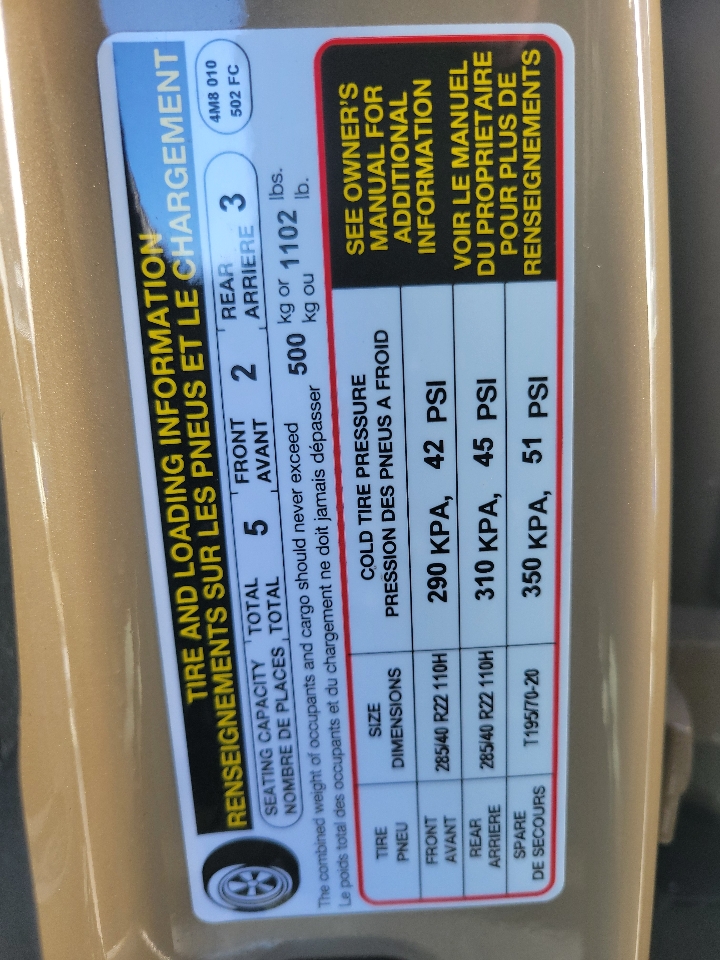 TIRE AND LOADING INFORMATION
RENSEIGNEMENTS SUR LES PNEUS ET LE CHARGEMENT
4M8 010
502 FC
SEATING CAPACITY TOTAL 5 FRONT 2 REAR 3
NOMBRE DE PLACES TOTAL AVANT ARRIERE
The combined weight of occupants and cargo should never exceed 500 kg or 1102 lbs.
Le poids total des occupants et du chargement ne doit jamais dépasser kg ou lb.
TIRE SIZE COLD TIRE PRESSURE
PNEU DIMENSIONS PRESSION DES PNEUS A FROID
FRONT 285/40 R22 110H 290 KPA, 42 PSI
AVANT
REAR 285/40 R22 110H 310 KPA, 45 PSI
ARRIERE
SPARE T195/70-20 350 KPA, 51 PSI
DE SECOURS
SEE OWNER'S
MANUAL FOR
ADDITIONAL
INFORMATION
VOIR LE MANUEL
DU PROPRIETAIRE
POUR PLUS DE
RENSEIGNEMENTS